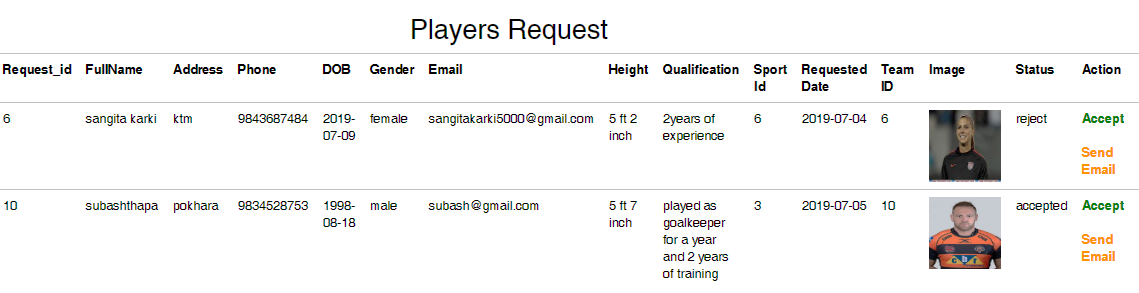 Players Request
Request_id FullName Address Phone DOB Gender Email Height Qualification Sport Id Requested Date Team ID Image Status Action
6 sangita karki ktm 9843687484 2019-07-09 female sangitakarki5000@gmail.com 5 ft 2 inch 2years of experience 6 2019-07-04 6 reject Accept
Send Email
10 subashthapa pokhara 9834528753 1998-08-18 male subash@gmail.com 5 ft 7 inch played as goalkeeper for a year and 2 years of training 3 2019-07-05 10 accepted Accept
Send Email